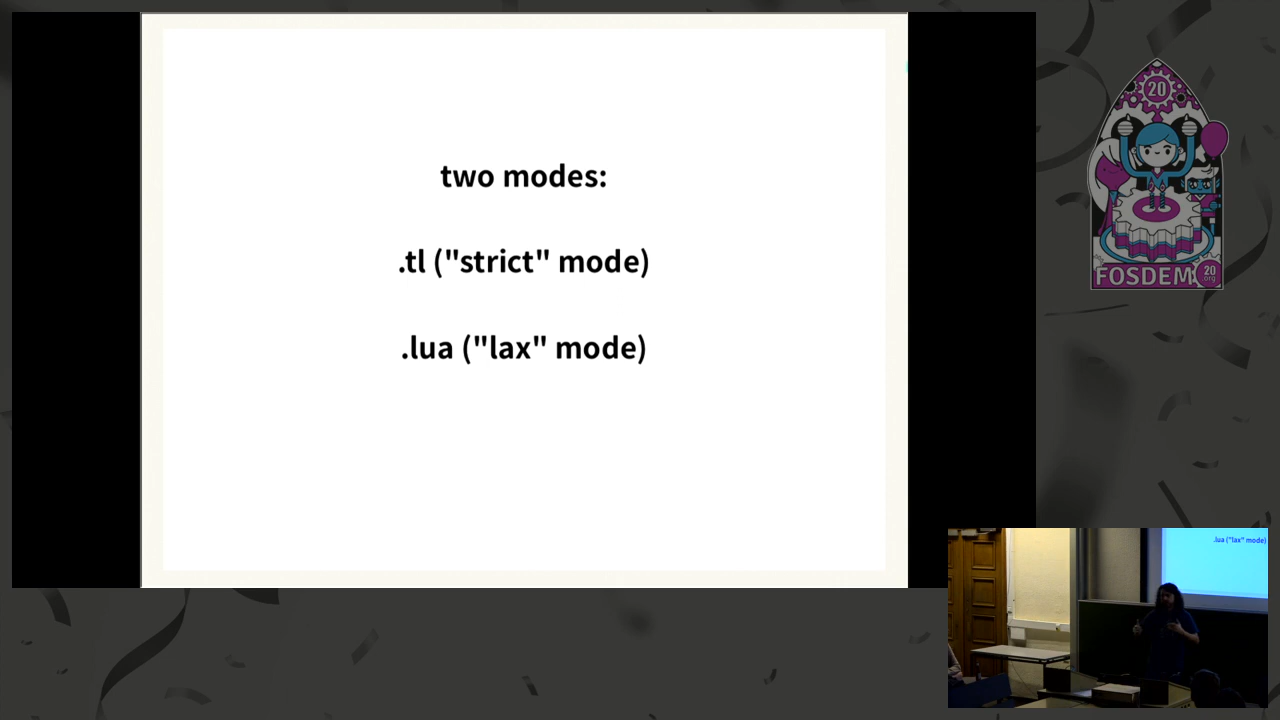 two modes:
.tl ("strict" mode)
.lua ("lax" mode)
20
FOSDEM
20
org
.lua ("lax" mode)